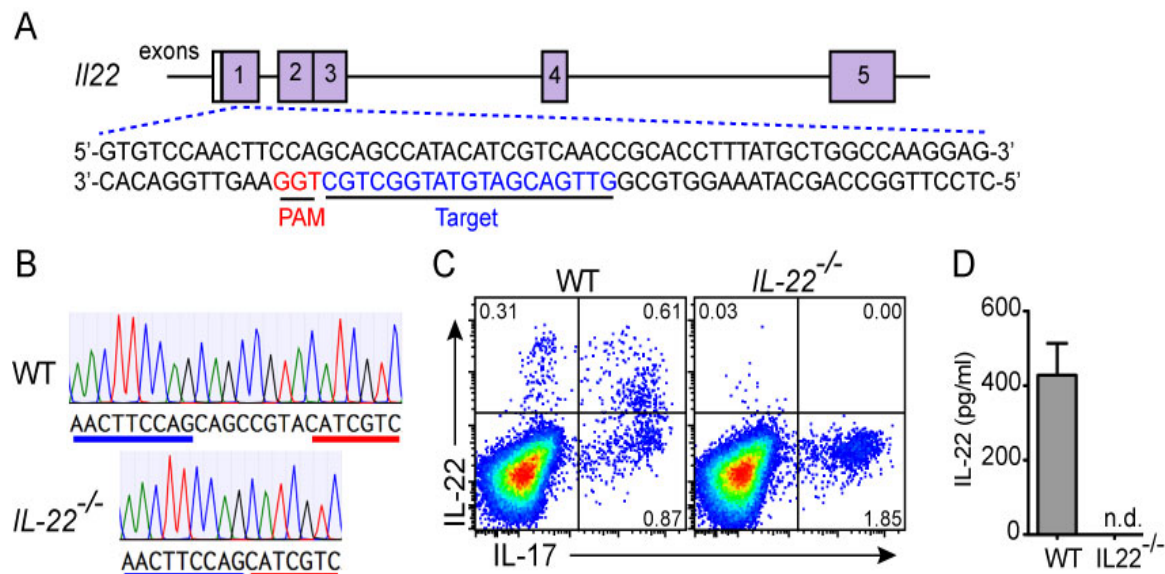 A
exons
Il22
1
2
3
4
5
5'-GTGTCCAACTTCCAGCAGCCATACATCGTCAACCGCACCTTTATGCTGGCCAAGGAG-3'
3'-CACAGGTTGAAGGTCGTCGGTATGTAGCAGTTGGCGTGGAAATACGACCGGTTCCTC-5'
PAM
Target
B
WT
AACTTCCAGCAGCCGTACATCGTC
IL-22-/-
AACTTCCAGCATCGTC
C
WT
IL-22-/-
0.31
0.61
0.87
0.03
0.00
1.85
IL-22
IL-17
D
IL-22 (pg/ml)
600
400
200
0
n.d.
WT
IL22-/-